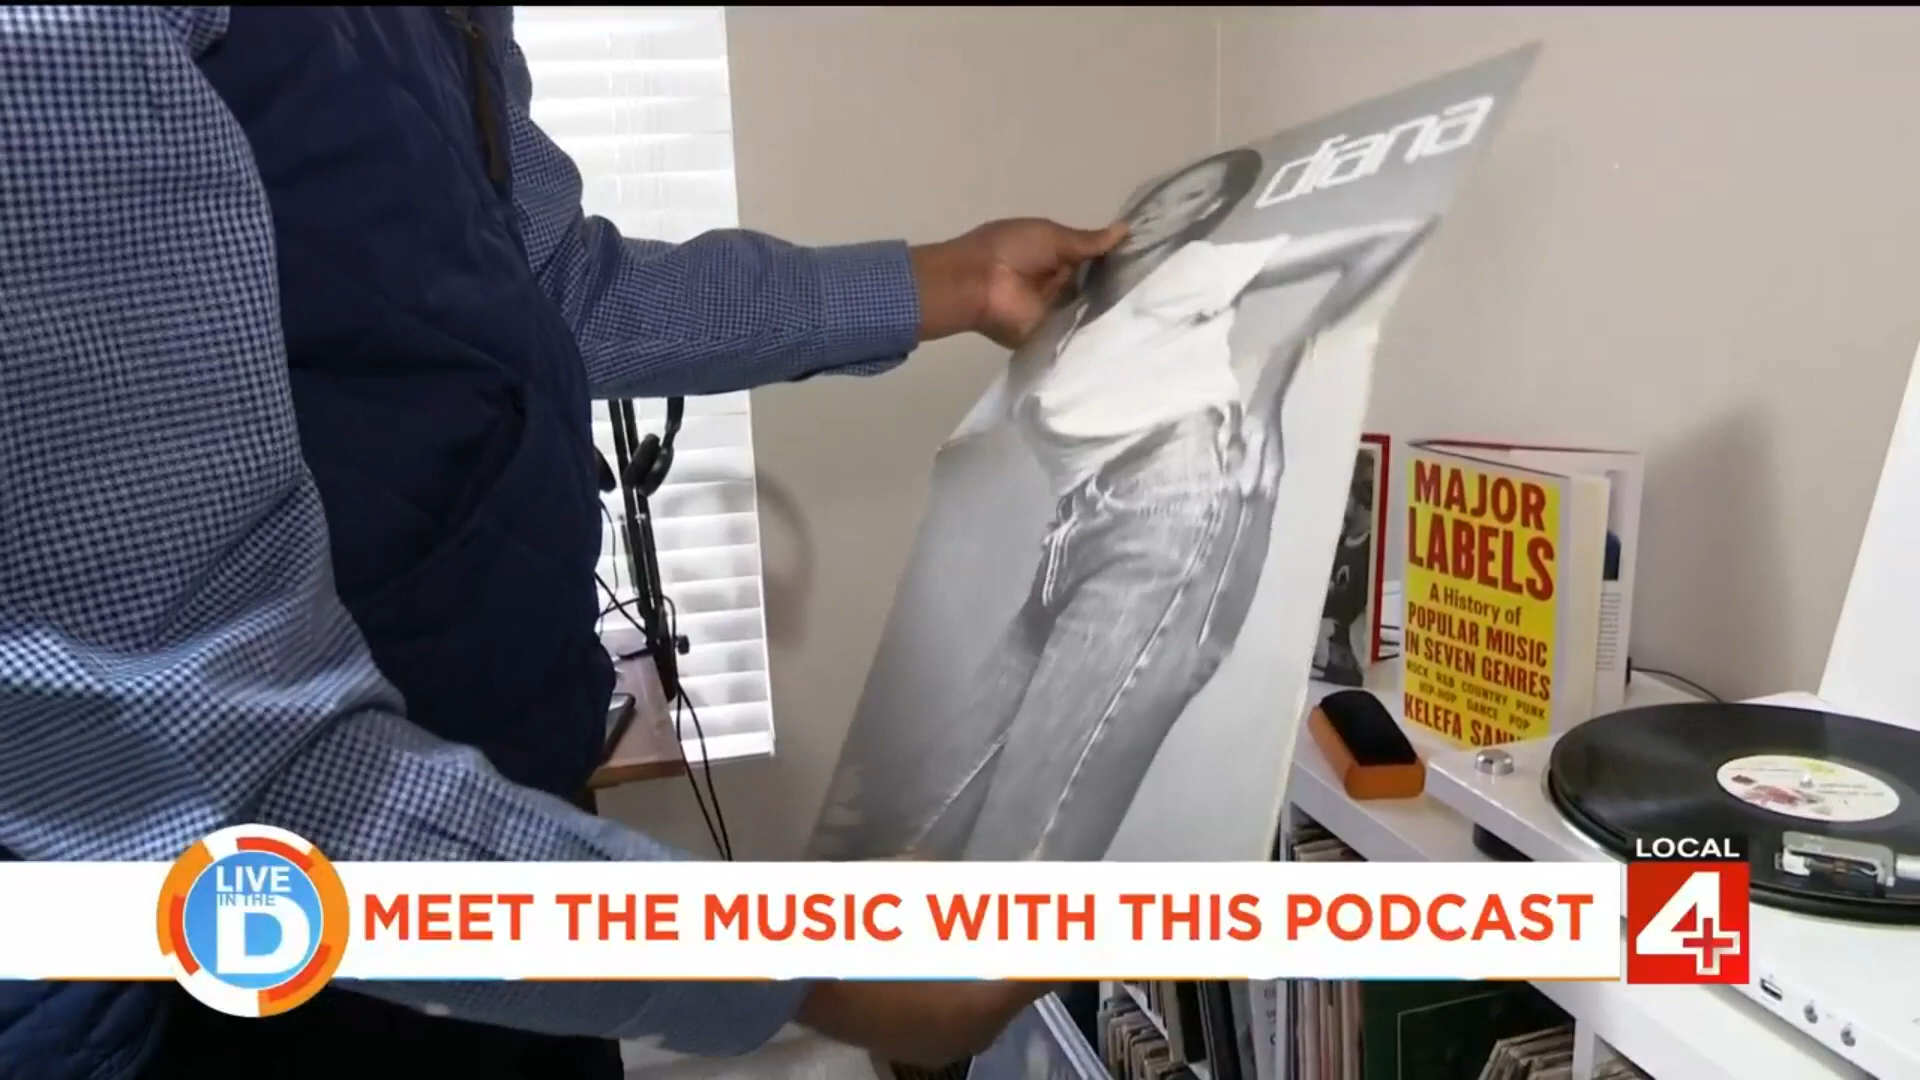 diana
MAJOR
LABELS
A History of
POPULAR MUSIC
IN SEVEN GENRES
ROCK R&B COUNTRY PUNK
HIP-HOP DANCE POP
KELEFA
LIVE
IN THE
D
MEET THE MUSIC WITH THIS PODCAST
LOCAL
4+